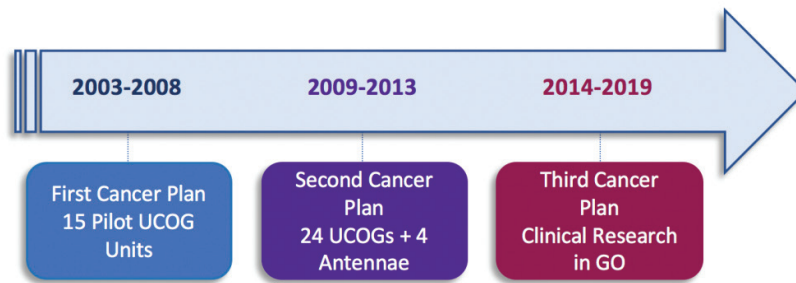 2003-2008
2009-2013
2014-2019
First Cancer Plan
15 Pilot UCOG
Units
Second Cancer
Plan
24 UCOGs + 4
Antennae
Third Cancer
Plan
Clinical Research
in GO